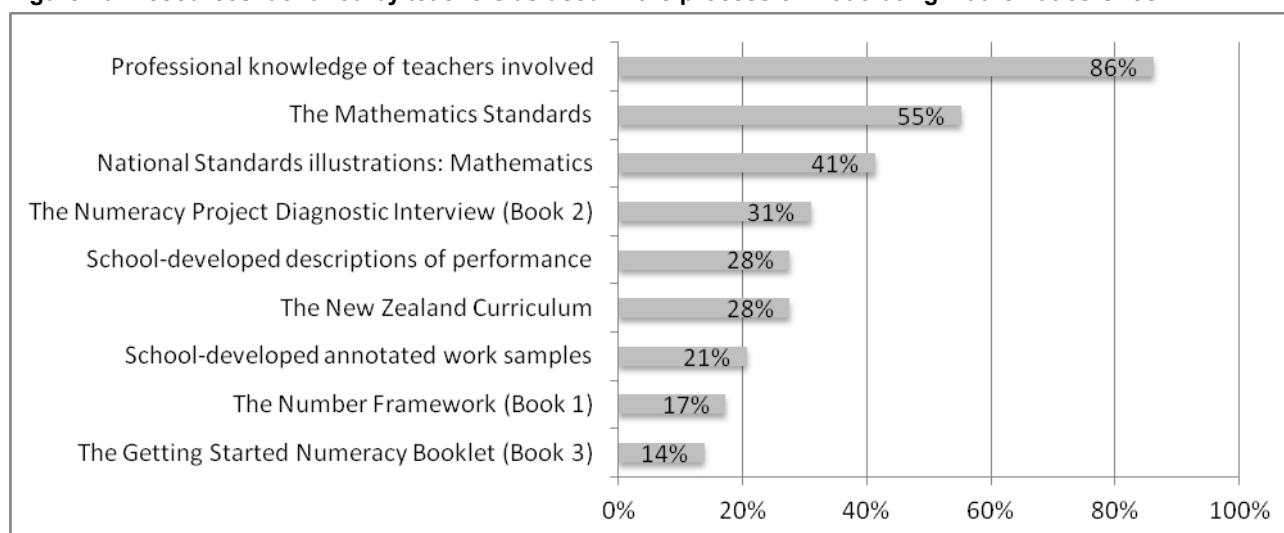 Professional knowledge of teachers involved 86%
The Mathematics Standards 55%
National Standards illustrations: Mathematics 41%
The Numeracy Project Diagnostic Interview (Book 2) 31%
School-developed descriptions of performance 28%
The New Zealand Curriculum 28%
School-developed annotated work samples 21%
The Number Framework (Book 1) 17%
The Getting Started Numeracy Booklet (Book 3) 14%
0% 20% 40% 60% 80% 100%